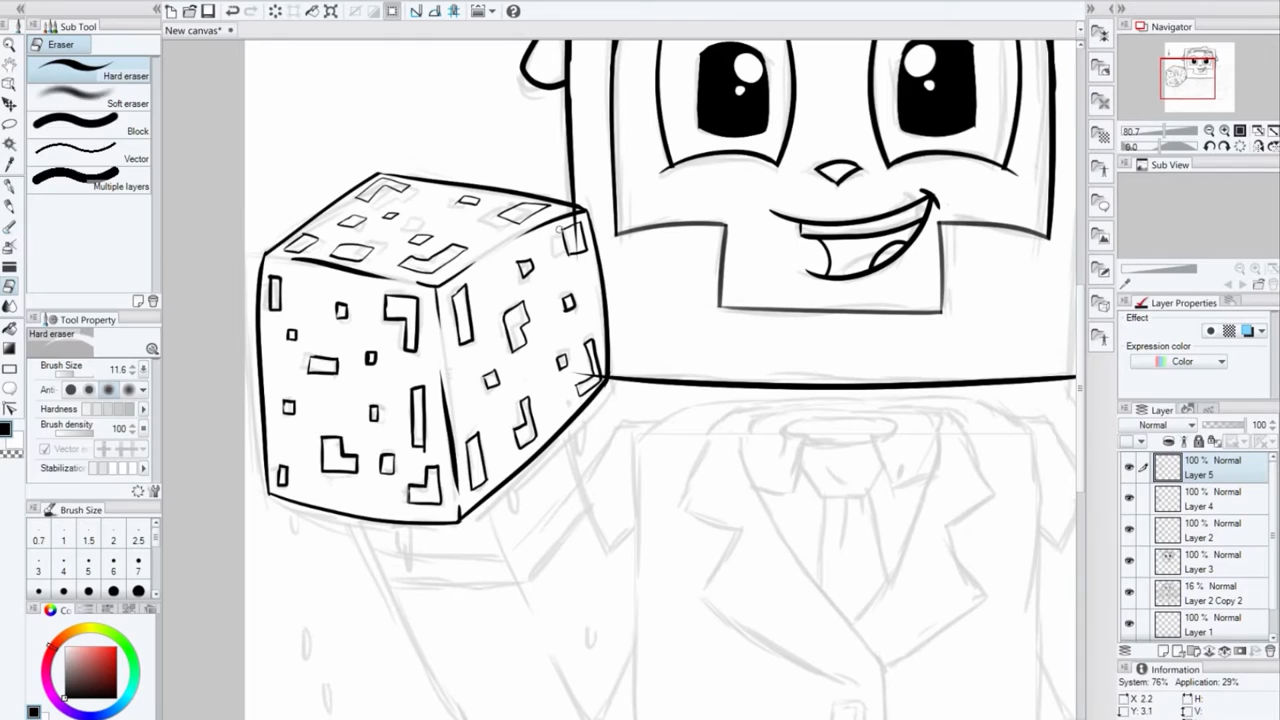 Sub Tool
Eraser
Hard eraser
Soft eraser
Block
Vector
Multiple layers
Tool Property
Hard eraser
Brush Size 11.6
Anti-
Hardness
Brush density 100
Vector
Stabilization
Brush Size
0.7 1 1.5 2 2.5
3 4 5 6 7
Co
New canvas*
Navigator
80.7
0.0
Sub View
Layer Properties
Effect
Expression color
Color
Layer
Normal 100
100 % Normal
Layer 5
100 % Normal
Layer 4
100 % Normal
Layer 2
100 % Normal
Layer 3
16 % Normal
Layer 2 Copy 2
100 % Normal
Layer 1
Information
System: 76% Application: 29%
X 2.2 H:
Y: 3.1 V: